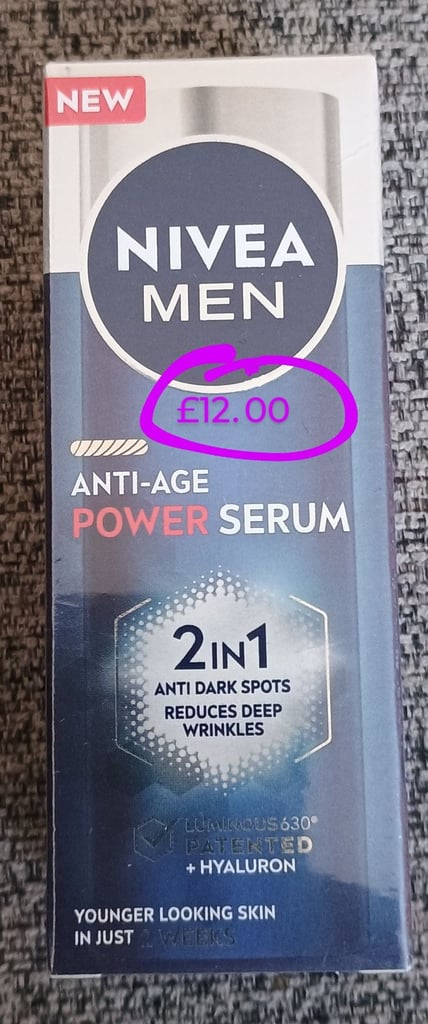 NEW
NIVEA
MEN
£12.00
ANTI-AGE
POWER SERUM
2IN1
ANTI DARK SPOTS
REDUCES DEEP
WRINKLES
LUMINOUS630®
PATENTED
+ HYALURON
YOUNGER LOOKING SKIN
IN JUST 2 WEEKS